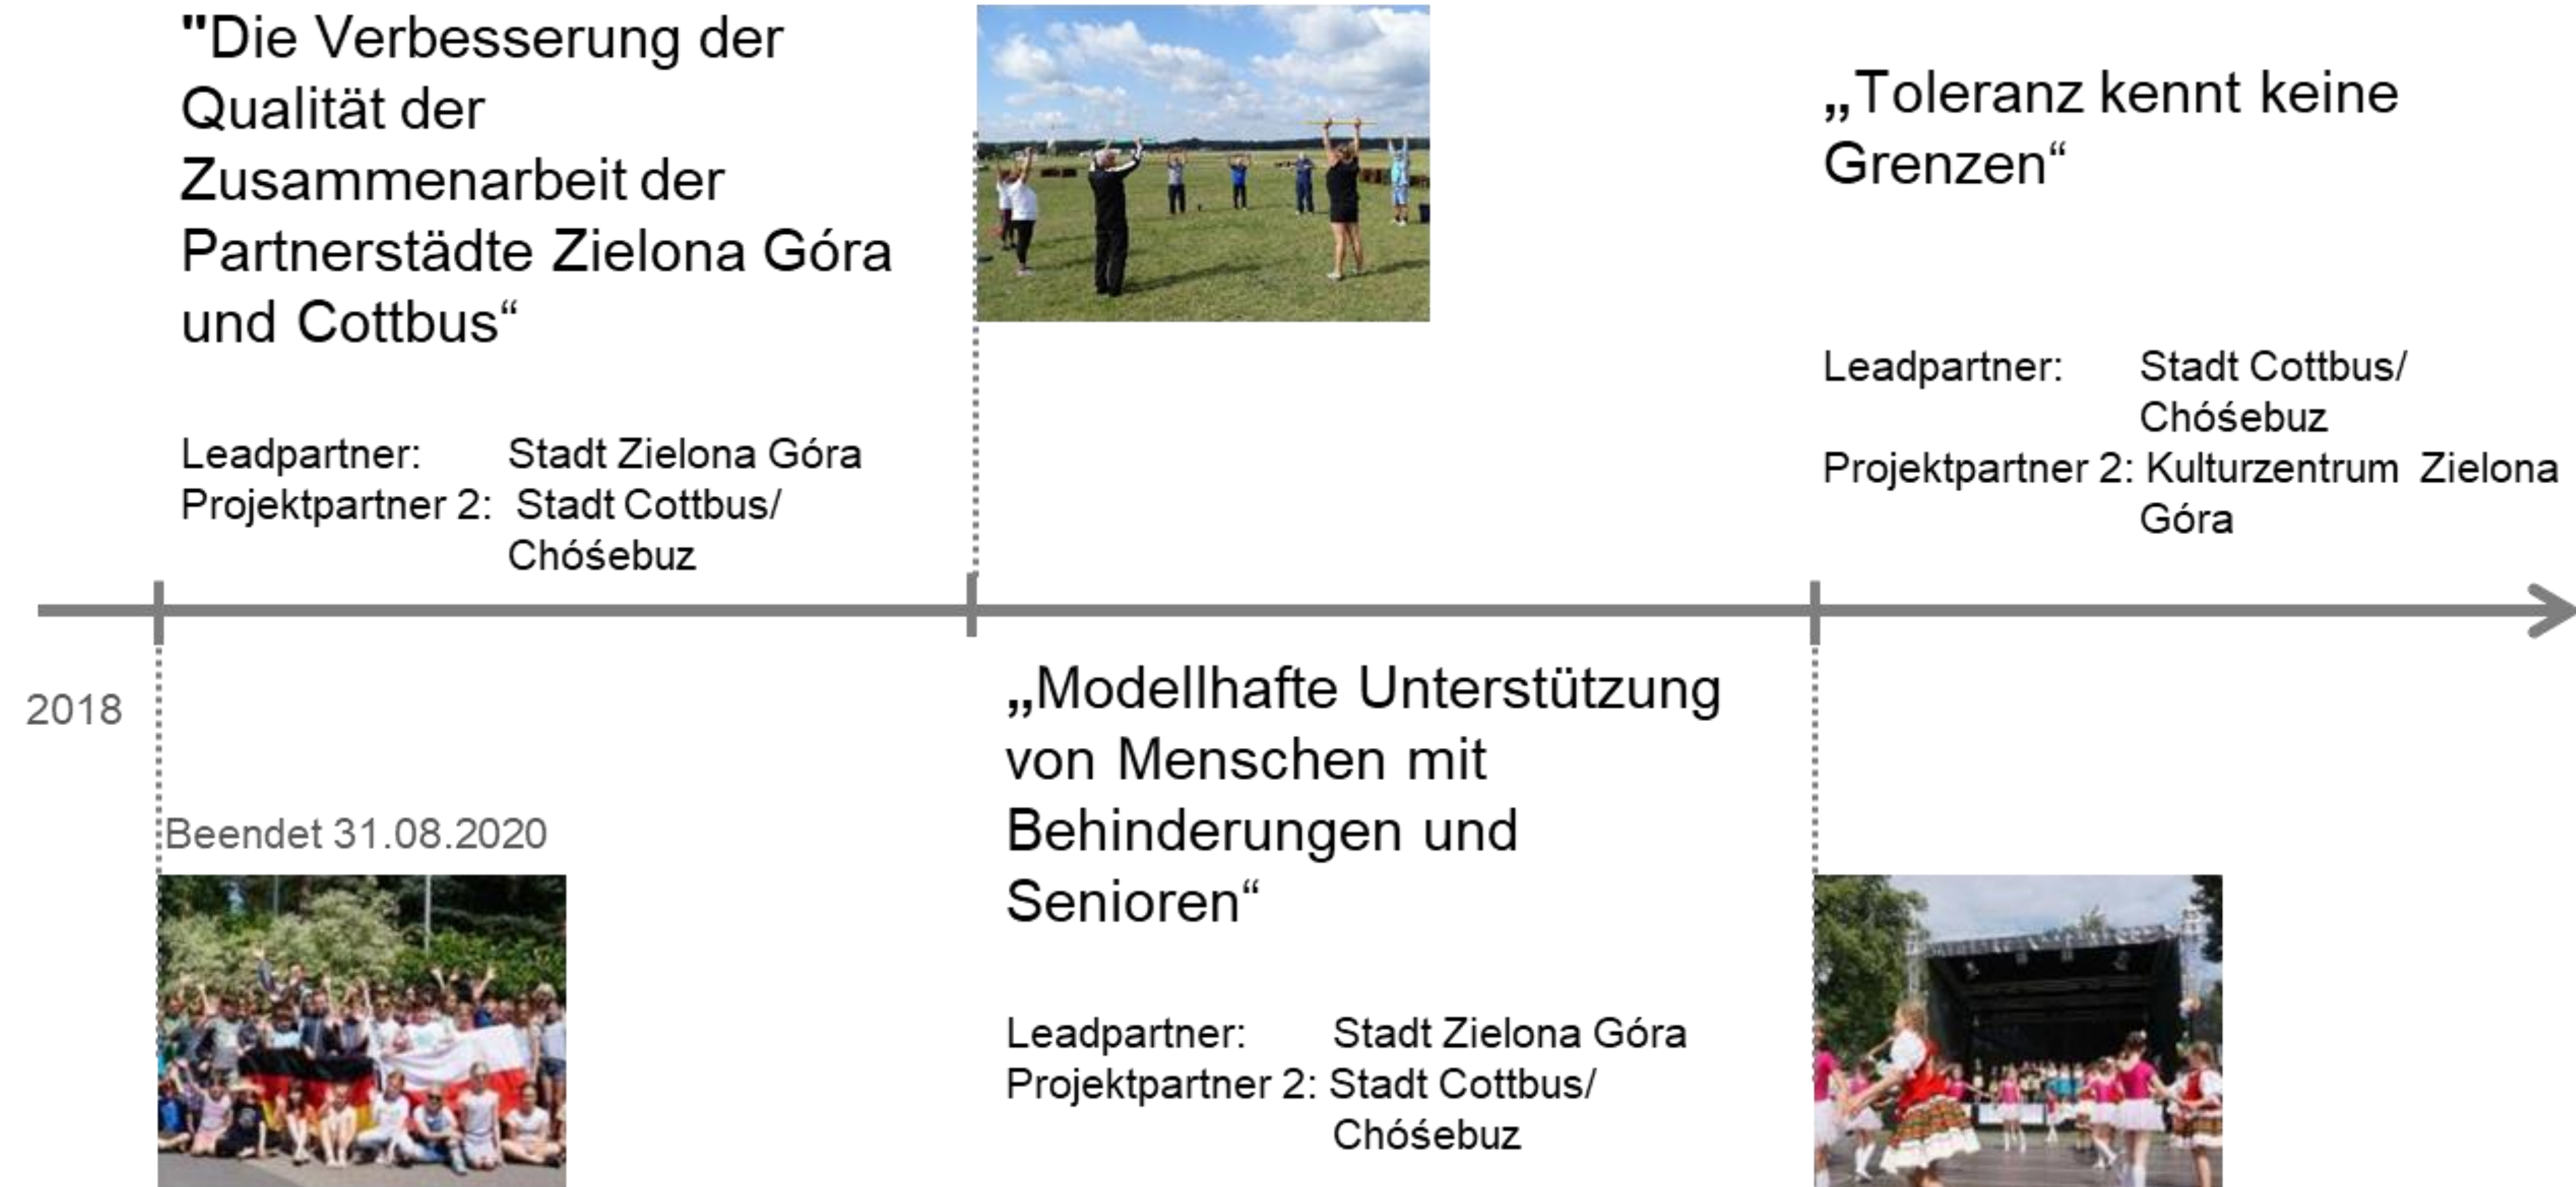 "Die Verbesserung der
Qualität der
Zusammenarbeit der
Partnerstädte Zielona Góra
und Cottbus“
Leadpartner: Stadt Zielona Góra
Projektpartner 2: Stadt Cottbus/
Chóśebuz
„Toleranz kennt keine
Grenzen“
Leadpartner: Stadt Cottbus/
Chóśebuz
Projektpartner 2: Kulturzentrum Zielona
Góra
2018
Beendet 31.08.2020
„Modellhafte Unterstützung
von Menschen mit
Behinderungen und
Senioren“
Leadpartner: Stadt Zielona Góra
Projektpartner 2: Stadt Cottbus/
Chóśebuz